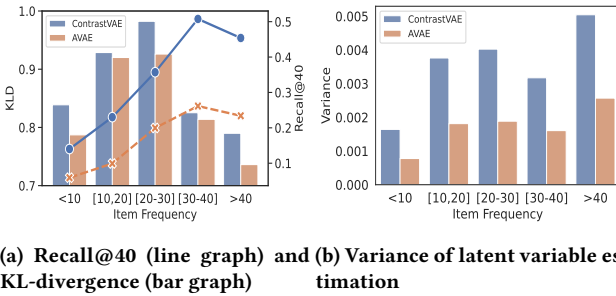 1.0
0.9
0.8
0.7
KLD
ContrastVAE
AVAE
0.5
0.4
0.3
0.2
0.1
Recall@40
<10 [10,20] [20-30] [30-40] >40
Item Frequency
0.005
0.004
0.003
0.002
0.001
0.000
Variance
ContrastVAE
AVAE
<10 [10,20] [20-30] [30-40] >40
Item Frequency
(a) Recall@40 (line graph) and
KL-divergence (bar graph)
(b) Variance of latent variable es
timation